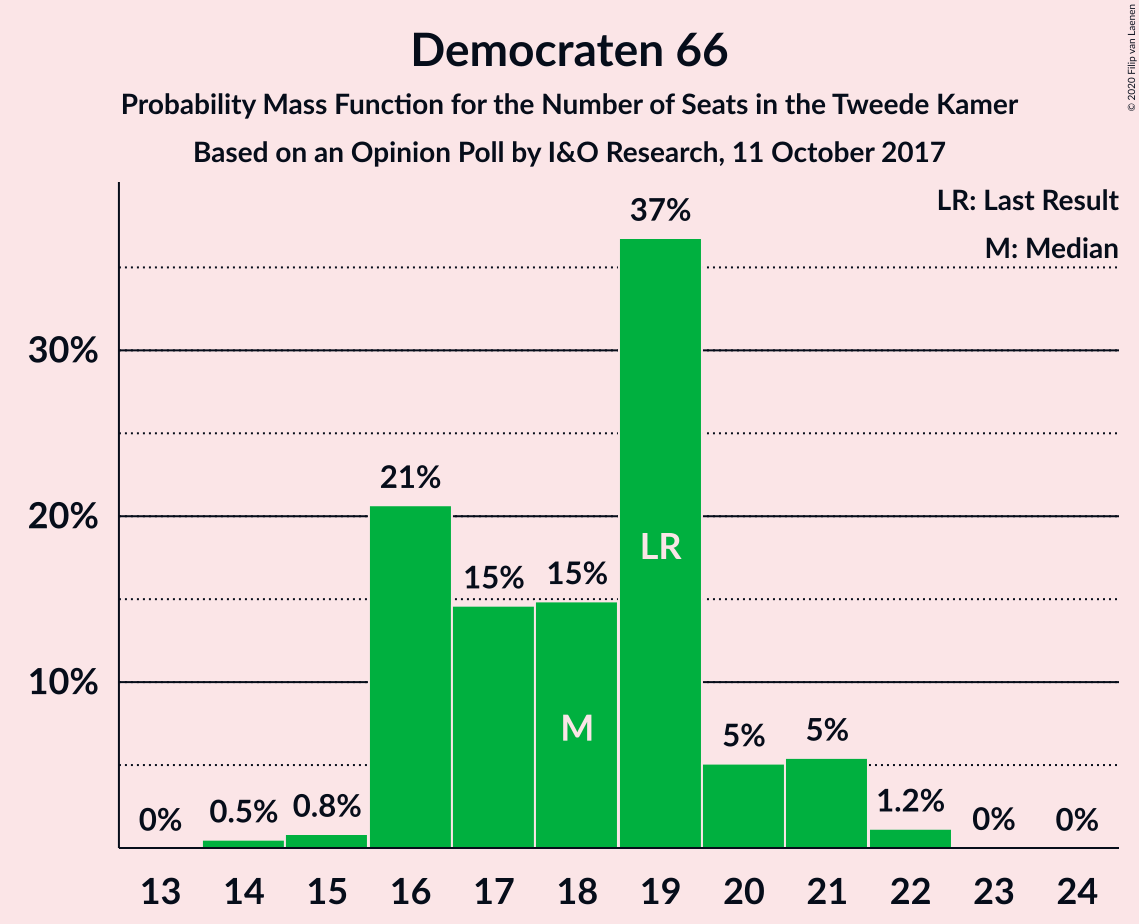 Democraten 66
Probability Mass Function for the Number of Seats in the Tweede Kamer
Based on an Opinion Poll by I&O Research, 11 October 2017
© 2020 Filip van Laenen
LR: Last Result
M: Median
37%
30%
21%
20%
LR
15%
15%
10%
M
5%
5%
1.2%
0.8%
0.5%
0%
0%
0%
13 14 15 16 17 18 19 20 21 22 23 24